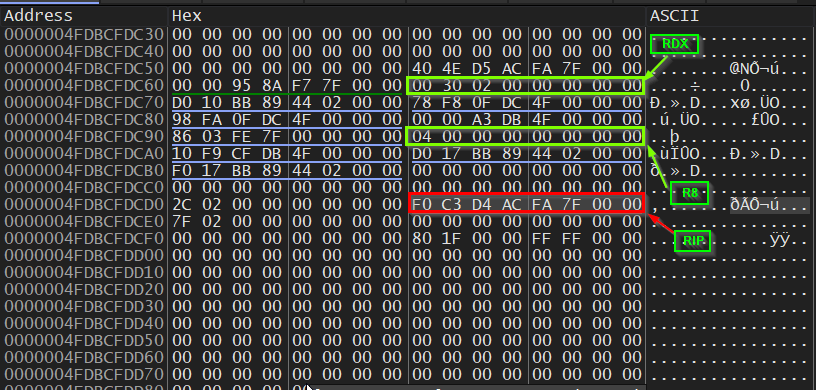 Address Hex ASCII
0000004FDBCFDC30 00 00 00 00 00 00 00 00 00 00 00 00 00 00 00 00 ................
0000004FDBCFDC40 00 00 00 00 00 00 00 00 00 00 00 00 00 00 00 00 RDX
0000004FDBCFDC50 00 00 00 00 00 00 00 00 40 4E D5 AC FA 7F 00 00 ........@NÕ¬ú...
0000004FDBCFDC60 00 00 95 8A F7 7F 00 00 00 30 02 00 00 00 00 00 ....÷....0......
0000004FDBCFDC70 D0 10 BB 89 44 02 00 00 78 F8 0F DC 4F 00 00 00 Ð.».D...xø.ÜO...
0000004FDBCFDC80 98 FA 0F DC 4F 00 00 00 00 00 A3 DB 4F 00 00 00 .ú.ÜO.....£ÛO...
0000004FDBCFDC90 86 03 FE 7F 00 00 00 00 04 00 00 00 00 00 00 00 ..þ.............
0000004FDBCFDCA0 10 F9 CF DB 4F 00 00 00 D0 17 BB 89 44 02 00 00 .ùÏÛO...Ð.».D...
0000004FDBCFDCB0 F0 17 BB 89 44 02 00 00 00 00 00 00 00 00 00 00 ð.».D...........
0000004FDBCFDCC0 00 00 00 00 00 00 00 00 00 00 00 00 00 00 00 00 R8
0000004FDBCFDCD0 2C 02 00 00 00 00 00 00 C3 D4 AC FA 7F 00 00 ,.......ðÃÔ¬ú...
0000004FDBCFDCE0 7F 02 00 00 00 00 00 00 00 00 00 00 00 00 00 00 ................
0000004FDBCFDCF0 00 00 00 00 00 00 00 00 80 1F 00 00 FF FF 00 00 RIP ÿÿ..
0000004FDBCFDD00 00 00 00 00 00 00 00 00 00 00 00 00 00 00 00 00 ................
0000004FDBCFDD10 00 00 00 00 00 00 00 00 00 00 00 00 00 00 00 00 ................
0000004FDBCFDD20 00 00 00 00 00 00 00 00 00 00 00 00 00 00 00 00 ................
0000004FDBCFDD30 00 00 00 00 00 00 00 00 00 00 00 00 00 00 00 00 ................
0000004FDBCFDD40 00 00 00 00 00 00 00 00 00 00 00 00 00 00 00 00 ................
0000004FDBCFDD50 00 00 00 00 00 00 00 00 00 00 00 00 00 00 00 00 ................
0000004FDBCFDD60 00 00 00 00 00 00 00 00 00 00 00 00 00 00 00 00 ................
0000004FDBCFDD70 00 00 00 00 00 00 00 00 00 00 00 00 00 00 00 00 ................